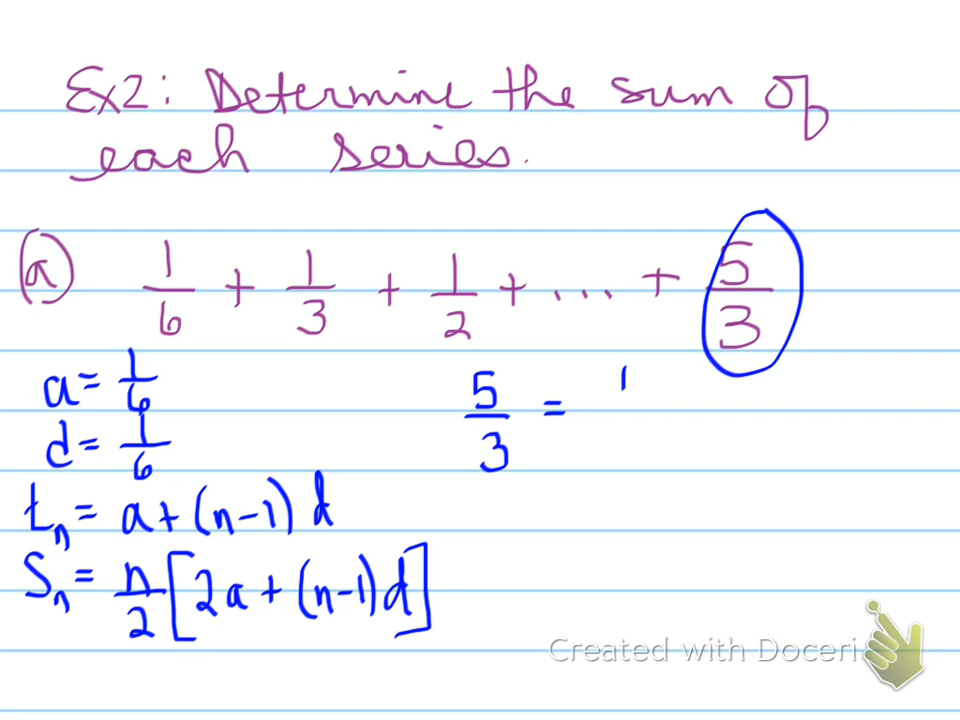 Ex2: Determine the sum of
each series.
(a) 1/6 + 1/3 + 1/2 + ... + 5/3
a = 1/6
5/3 = 1
d = 1/6
tn = a + (n-1) d
Sn = n/2 [2a + (n-1)d]
Created with Doceri